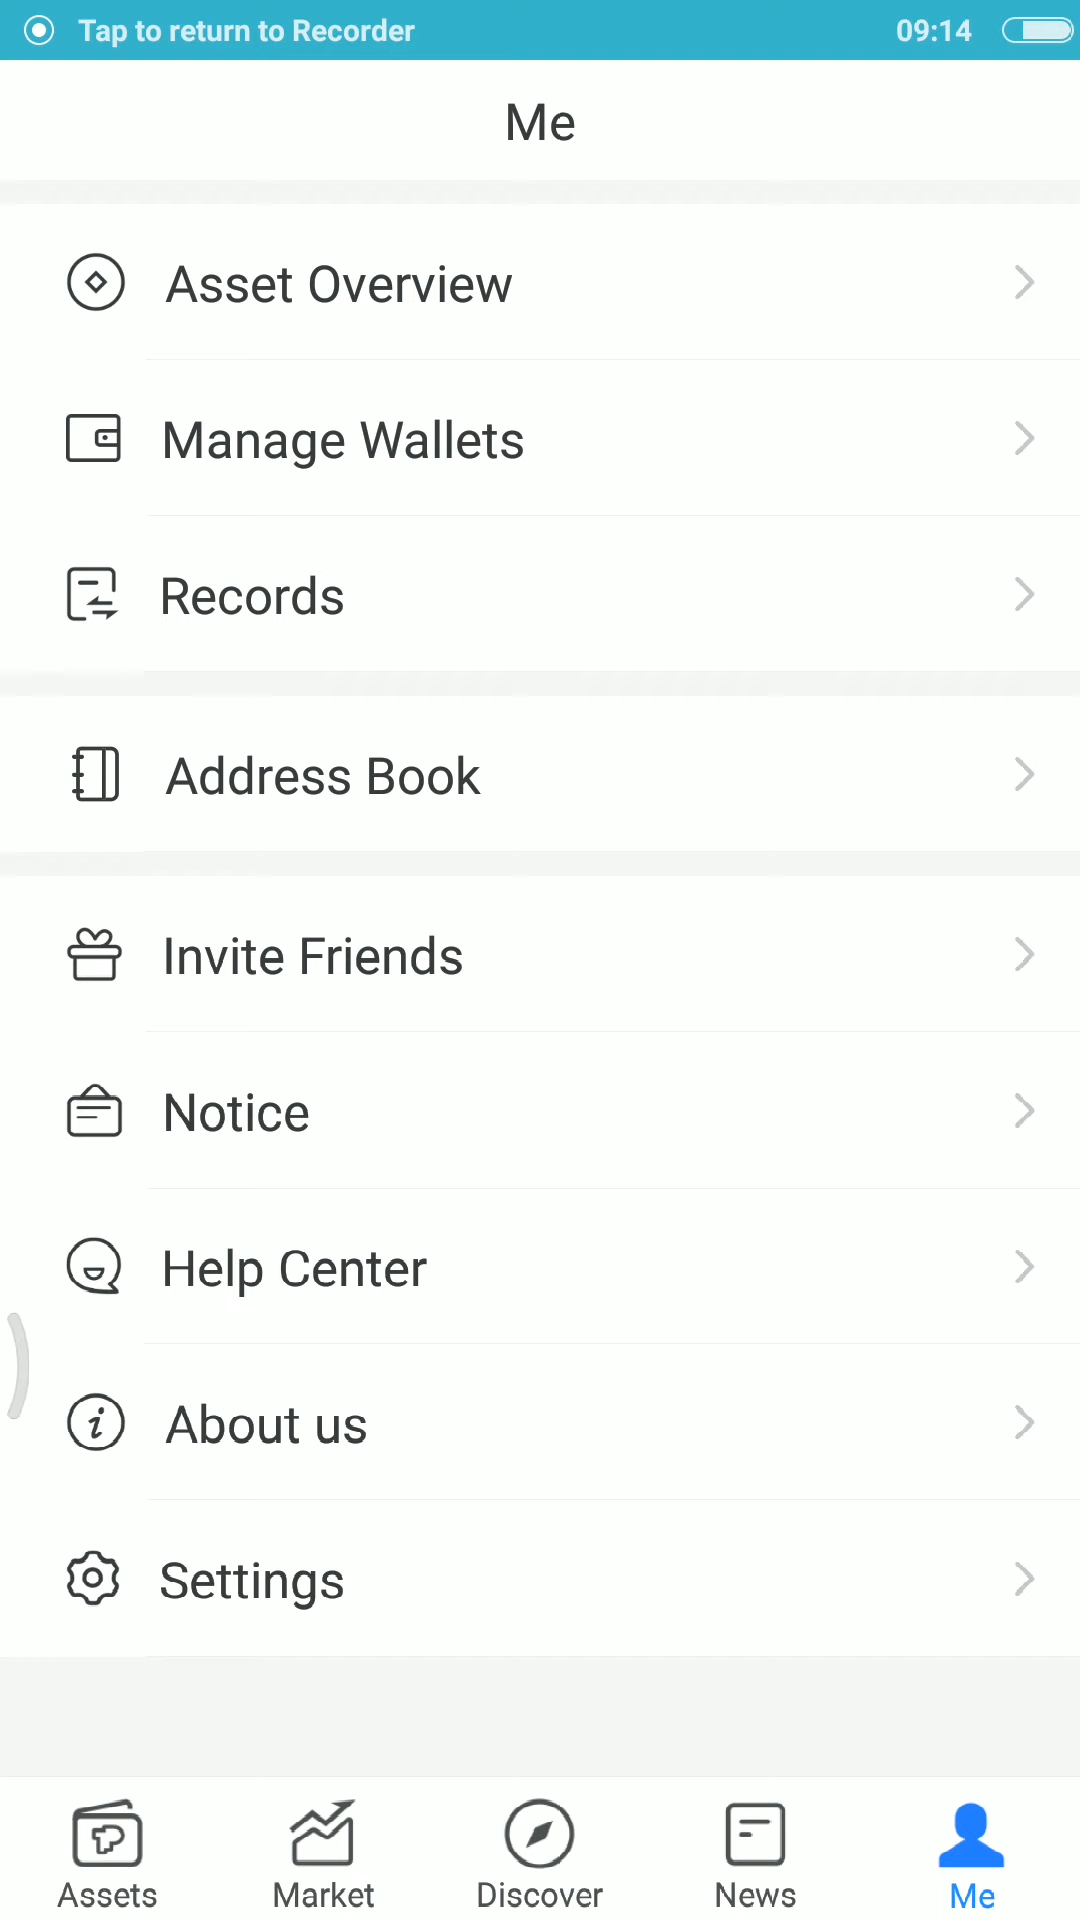 Tap to return to Recorder
09:14
Me
Asset Overview
Manage Wallets
Records
Address Book
Invite Friends
Notice
Help Center
About us
Settings
Assets
Market
Discover
News
Me